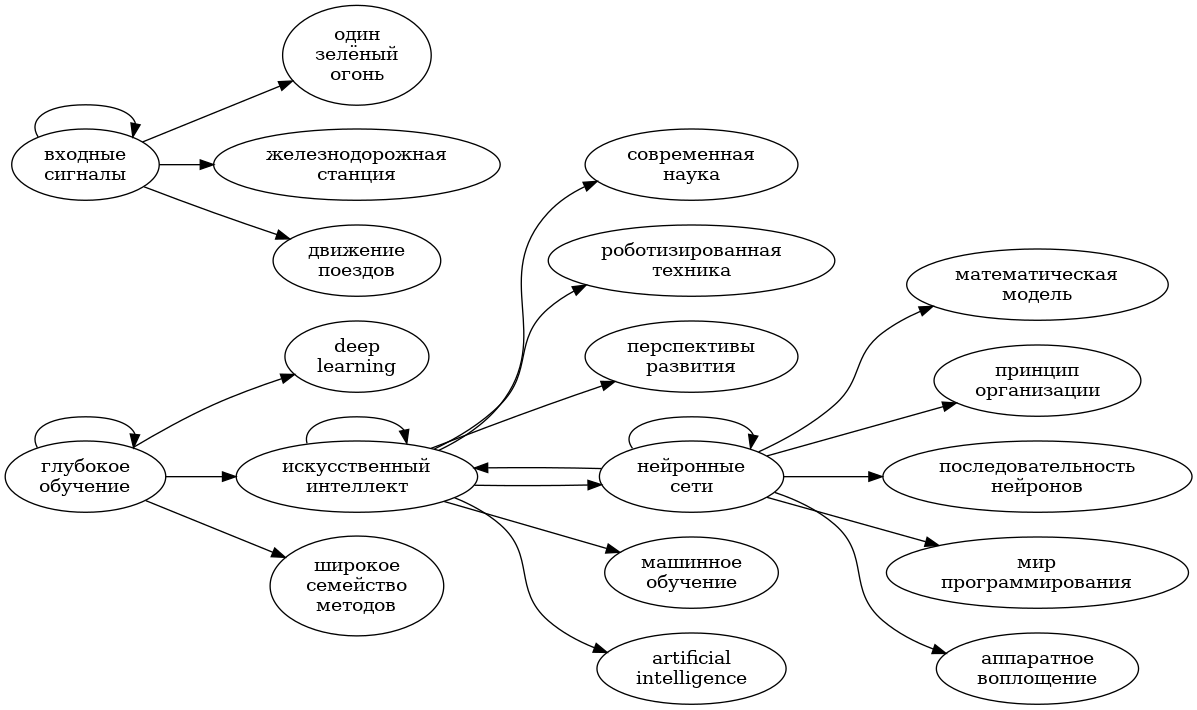 один
зелёный
огонь
входные
сигналы
железнодорожная
станция
движение
поездов
современная
наука
роботизированная
техника
математическая
модель
deep
learning
перспективы
развития
принцип
организации
глубокое
обучение
искусственный
интеллект
нейронные
сети
последовательность
нейронов
широкое
семейство
методов
машинное
обучение
мир
программирования
artificial
intelligence
аппаратное
воплощение